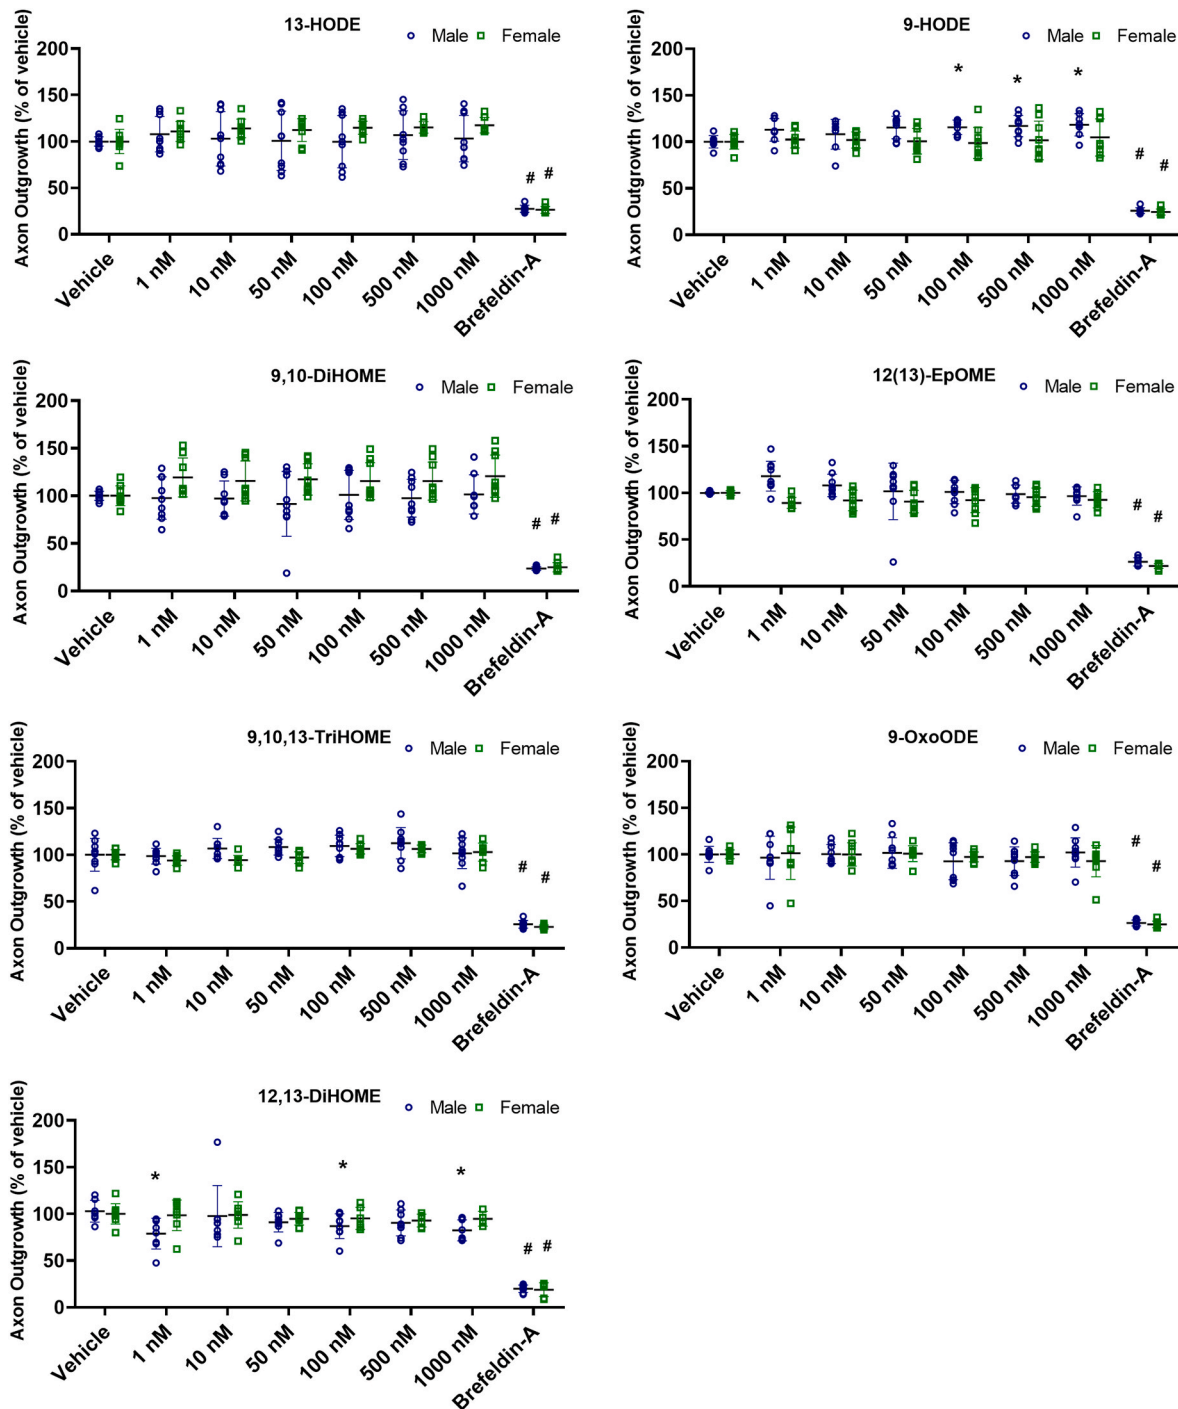 13-HODE
Male Female
Axon Outgrowth (% of vehicle)
200
150
100
50
0
# #
Vehicle
1 nM
10 nM
50 nM
100 nM
500 nM
1000 nM
Brefeldin-A
9-HODE
Male Female
Axon Outgrowth (% of vehicle)
200
150
100
50
0
* * *
# #
Vehicle
1 nM
10 nM
50 nM
100 nM
500 nM
1000 nM
Brefeldin-A
9,10-DiHOME
Male Female
Axon Outgrowth (% of vehicle)
200
150
100
50
0
# #
Vehicle
1 nM
10 nM
50 nM
100 nM
500 nM
1000 nM
Brefeldin-A
12(13)-EpOME
Male Female
Axon Outgrowth (% of vehicle)
200
150
100
50
0
# #
Vehicle
1 nM
10 nM
50 nM
100 nM
500 nM
1000 nM
Brefeldin-A
9,10,13-TriHOME
Male Female
Axon Outgrowth (% of vehicle)
200
150
100
50
0
# #
Vehicle
1 nM
10 nM
50 nM
100 nM
500 nM
1000 nM
Brefeldin-A
9-OxoODE
Male Female
Axon Outgrowth (% of vehicle)
200
150
100
50
0
# #
Vehicle
1 nM
10 nM
50 nM
100 nM
500 nM
1000 nM
Brefeldin-A
12,13-DiHOME
Male Female
Axon Outgrowth (% of vehicle)
200
150
100
50
0
* * *
# #
Vehicle
1 nM
10 nM
50 nM
100 nM
500 nM
1000 nM
Brefeldin-A